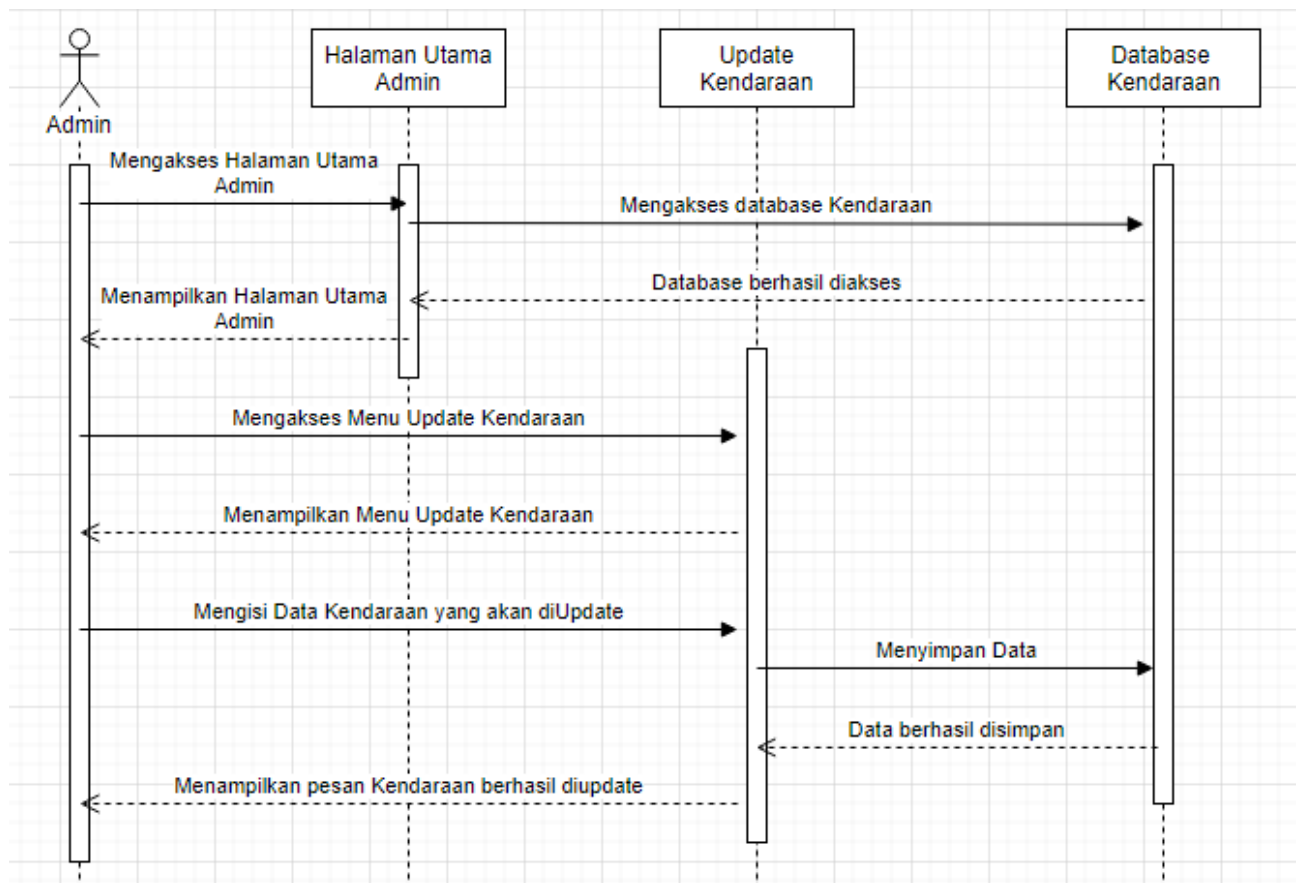 Halaman Utama
Admin
Update
Kendaraan
Database
Kendaraan
Admin
Mengakses Halaman Utama
Admin
Mengakses database Kendaraan
Database berhasil diakses
Menampilkan Halaman Utama
Admin
Mengakses Menu Update Kendaraan
Menampilkan Menu Update Kendaraan
Mengisi Data Kendaraan yang akan diUpdate
Menyimpan Data
Data berhasil disimpan
Menampilkan pesan Kendaraan berhasil diupdate